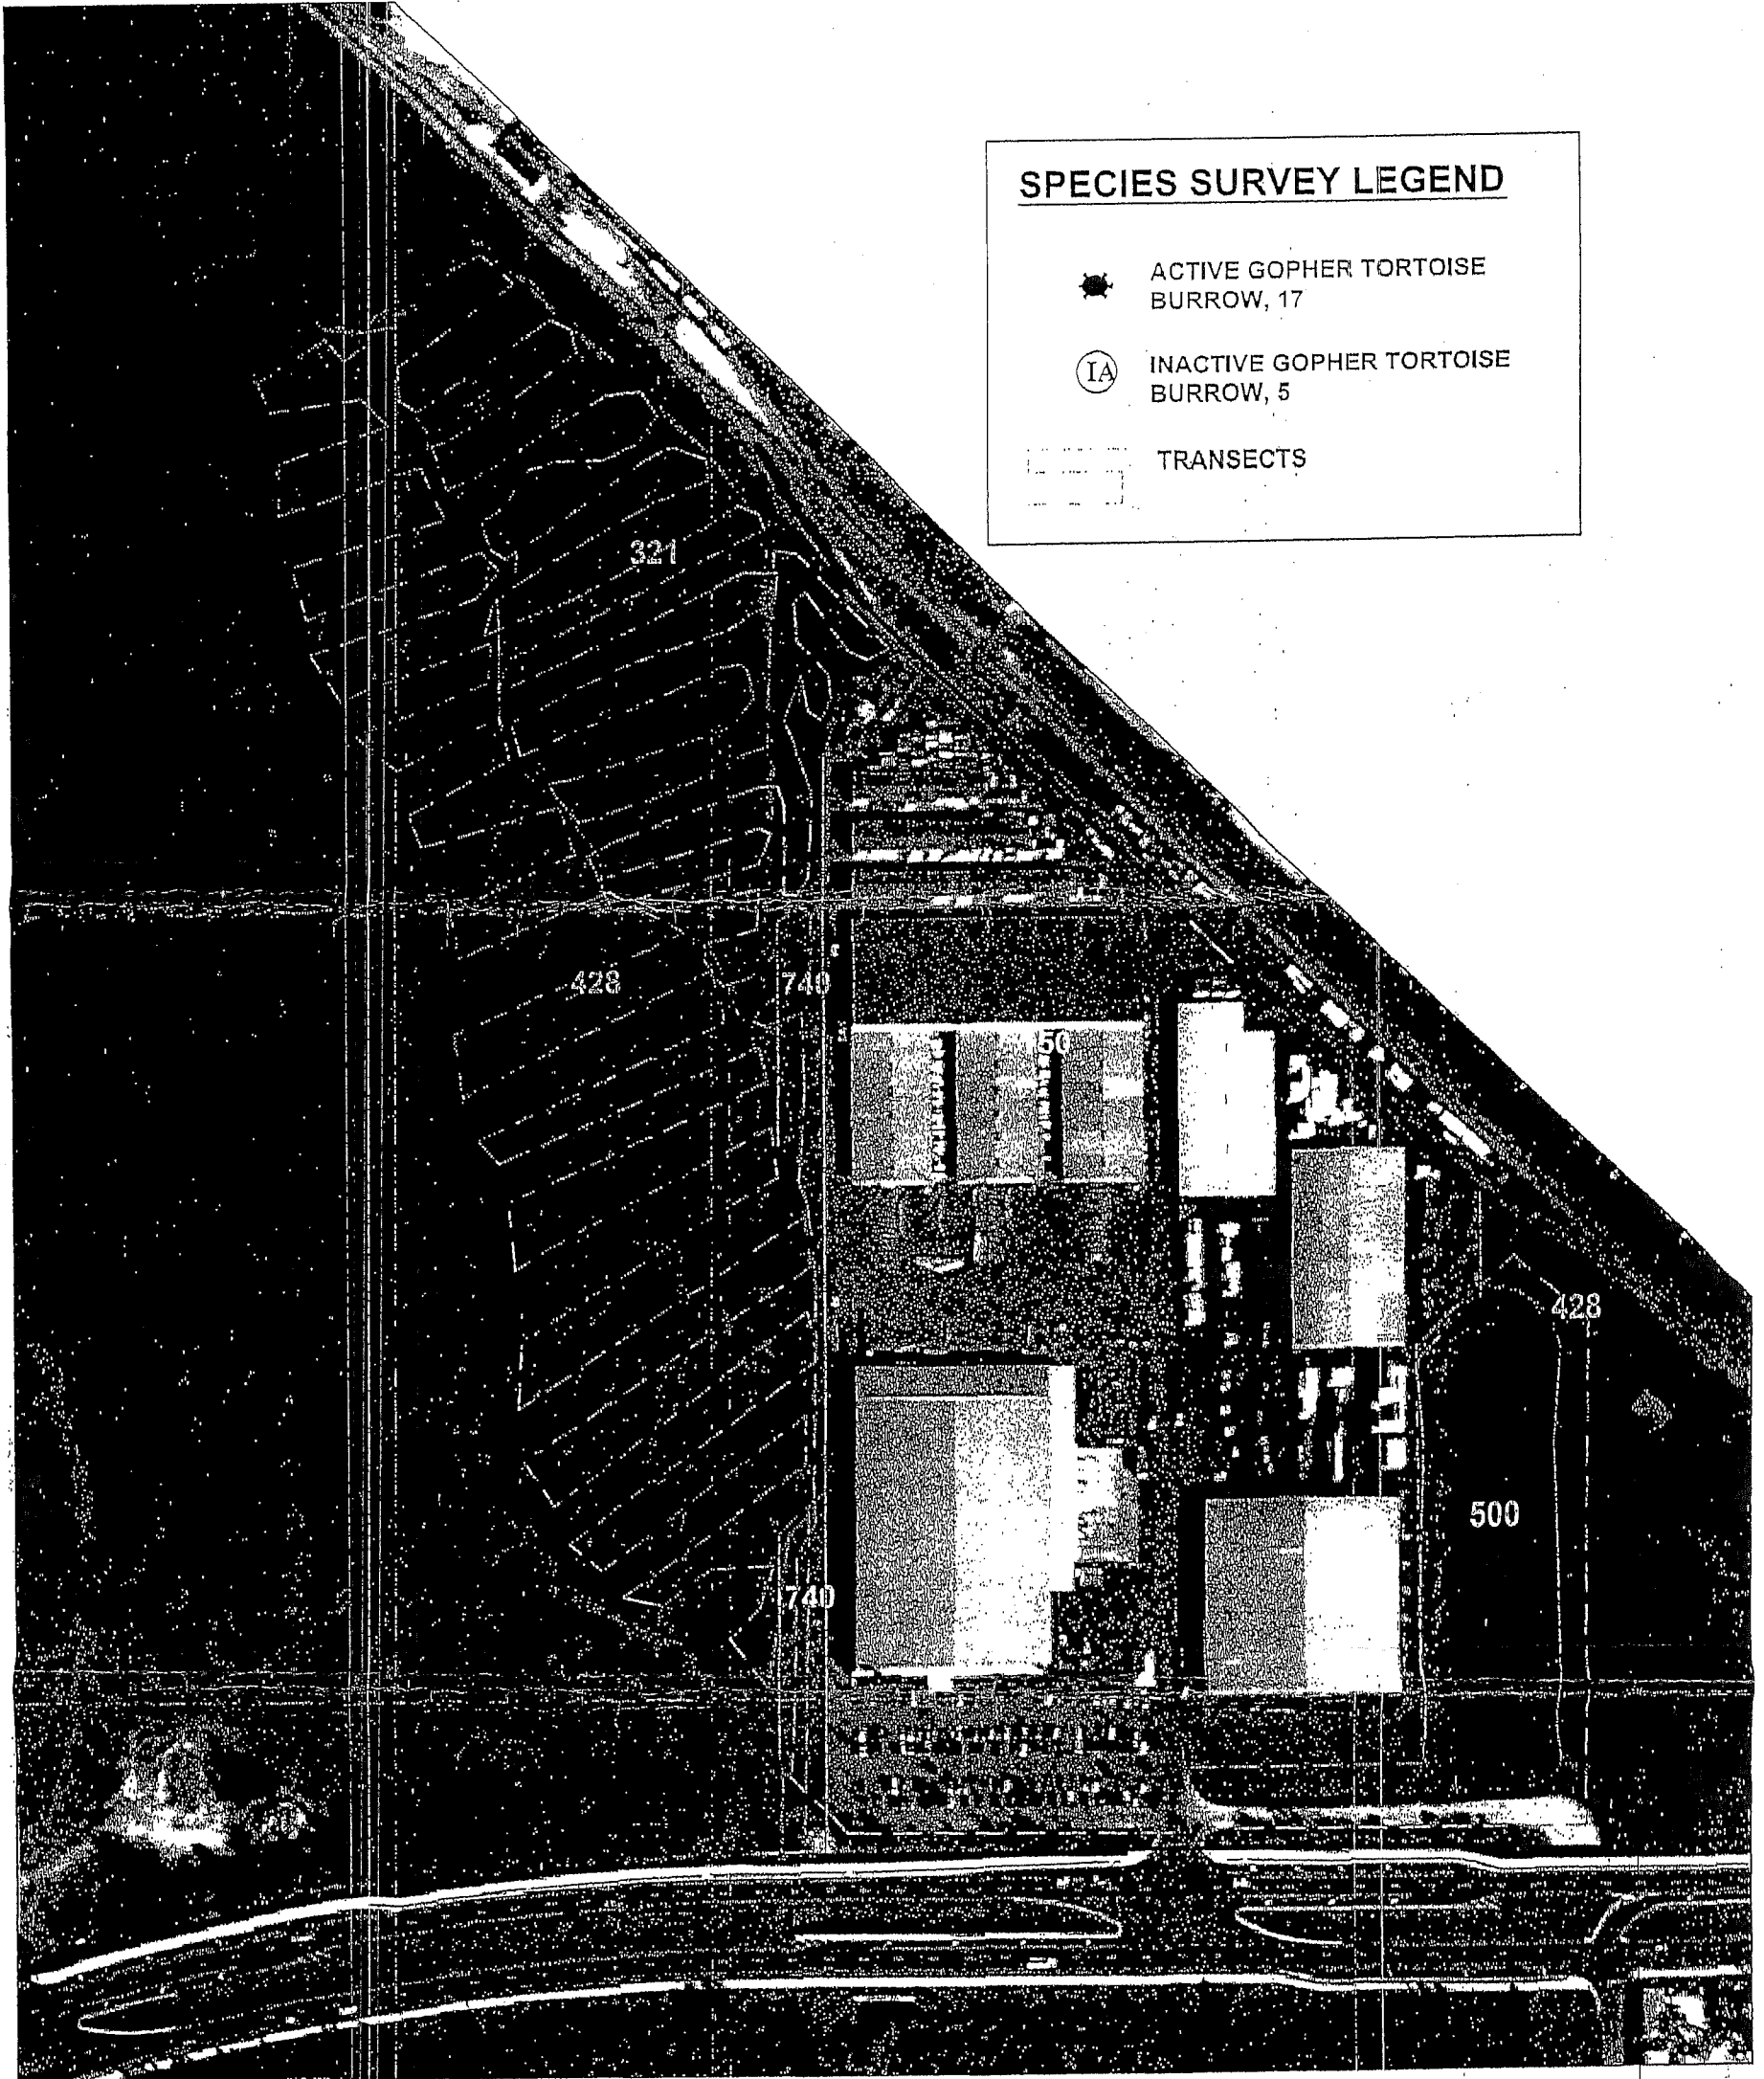 SPECIES SURVEY LEGEND
ACTIVE GOPHER TORTOISE
BURROW, 17
IA
INACTIVE GOPHER TORTOISE
BURROW, 5
TRANSECTS
321
428
740
50
428
500
740